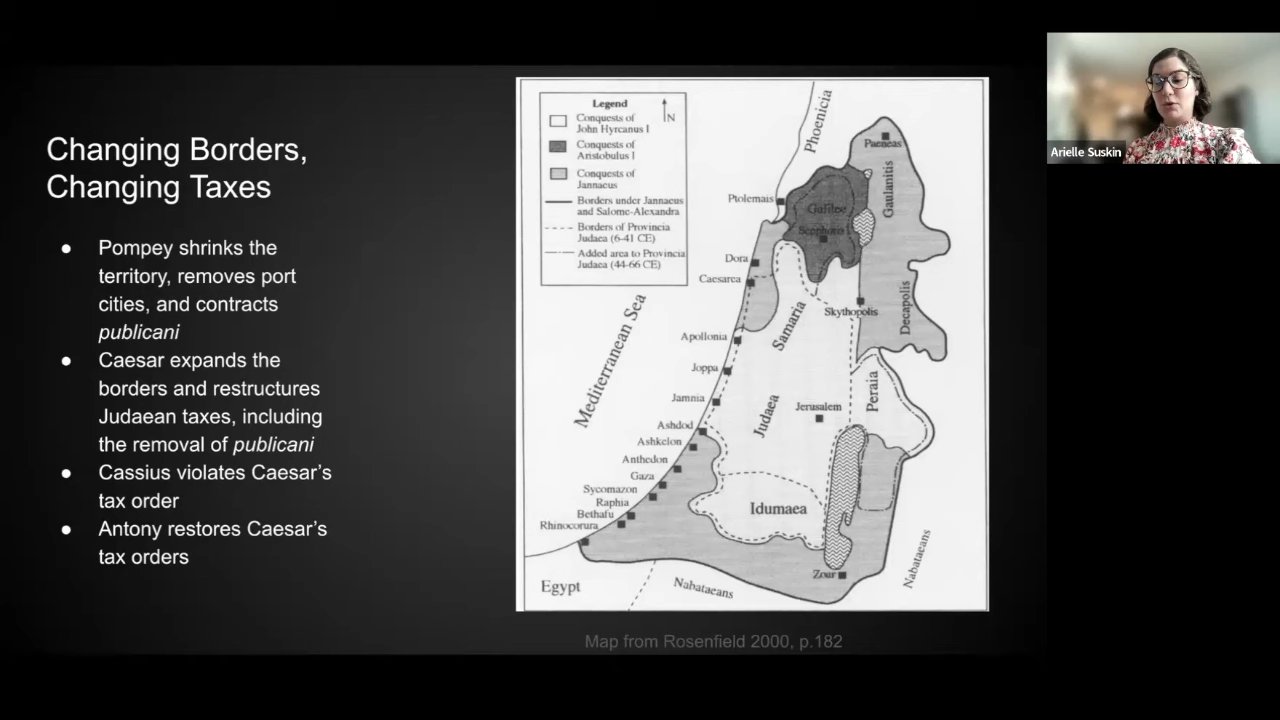 Changing Borders,
Changing Taxes
● Pompey shrinks the
territory, removes port
cities, and contracts
publicani
● Caesar expands the
borders and restructures
Judaean taxes, including
the removal of publicani
● Cassius violates Caesar's
tax order
● Antony restores Caesar's
tax orders
Legend
N
Conquests of
John Hyrcanus I
Conquests of
Aristobulus I
Conquests of
Jannaeus
Borders under Jannaeus
and Salome-Alexandra
Borders of Provincia
Judaea (6-41 CE)
Added area to Provincia
Judaea (44-66 CE)
Phoenicia
Paeneas
Gaulanitis
Ptolemais
Galilee
Sepphoris
Dora
Caesarea
Mediterranean Sea
Samaria
Skythopolis
Decapolis
Apollonia
Joppa
Jamnia
Judaea
Jerusalem
Peraia
Ashdod
Ashkelon
Anthedon
Gaza
Sycomazon
Raphia
Bethafu
Rhinocorura
Idumaea
Zoar
Egypt
Nabataeans
Nabataeans
Map from Rosenfield 2000, p.182
Arielle Suskin